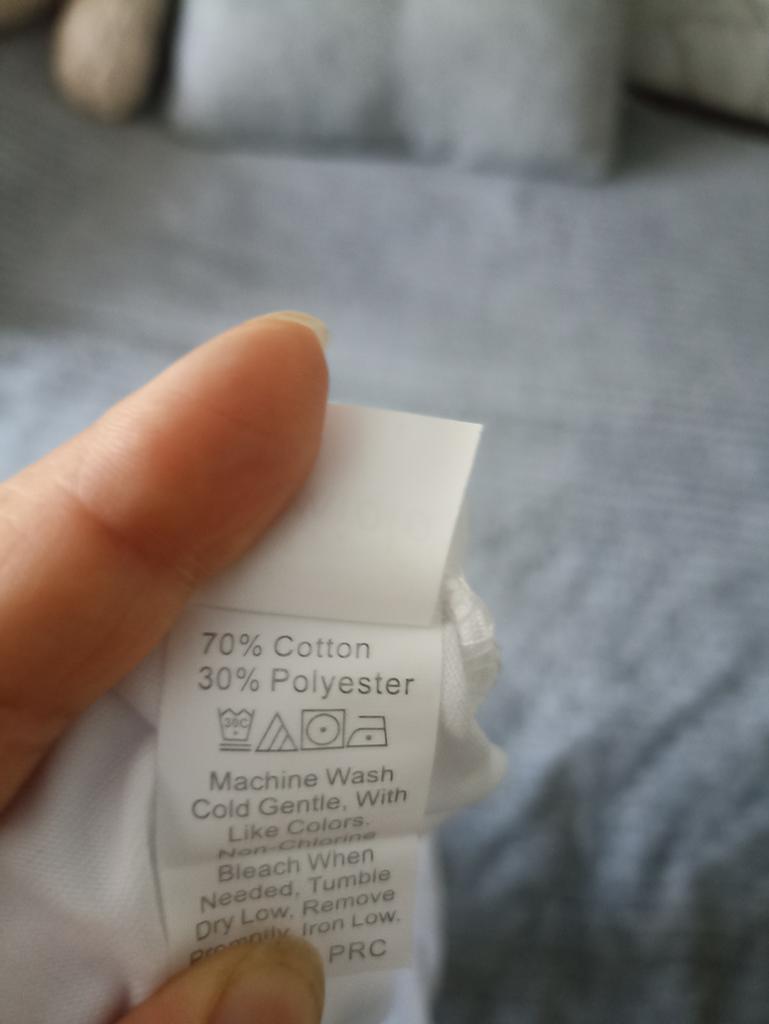 70% Cotton
30% Polyester
30C
Machine Wash
Cold Gentle, With
Like Colors.
Non-Chlorine
Bleach When
Needed, Tumble
Dry Low, Remove
Promptly, Iron Low.
PRC